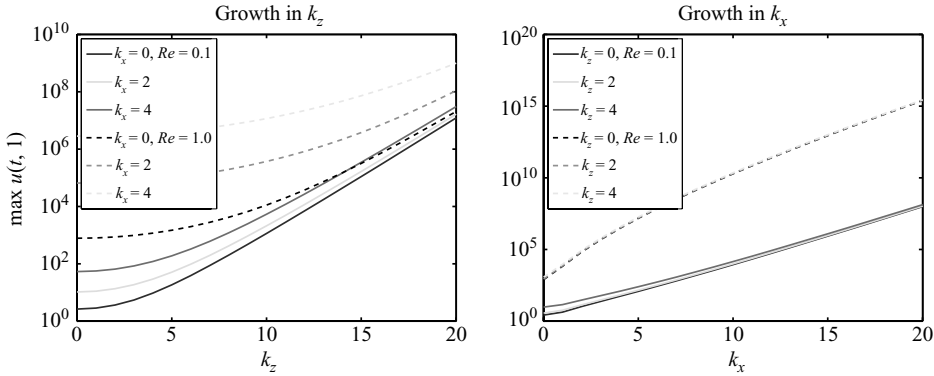 Growth in k_z
10^10
10^8
10^6
10^4
10^2
10^0
max u(t, 1)
k_x = 0, Re = 0.1
k_x = 2
k_x = 4
k_x = 0, Re = 1.0
k_x = 2
k_x = 4
0 5 10 15 20
k_z
Growth in k_x
10^20
10^15
10^10
10^5
10^0
k_z = 0, Re = 0.1
k_z = 2
k_z = 4
k_z = 0, Re = 1.0
k_z = 2
k_z = 4
0 5 10 15 20
k_x